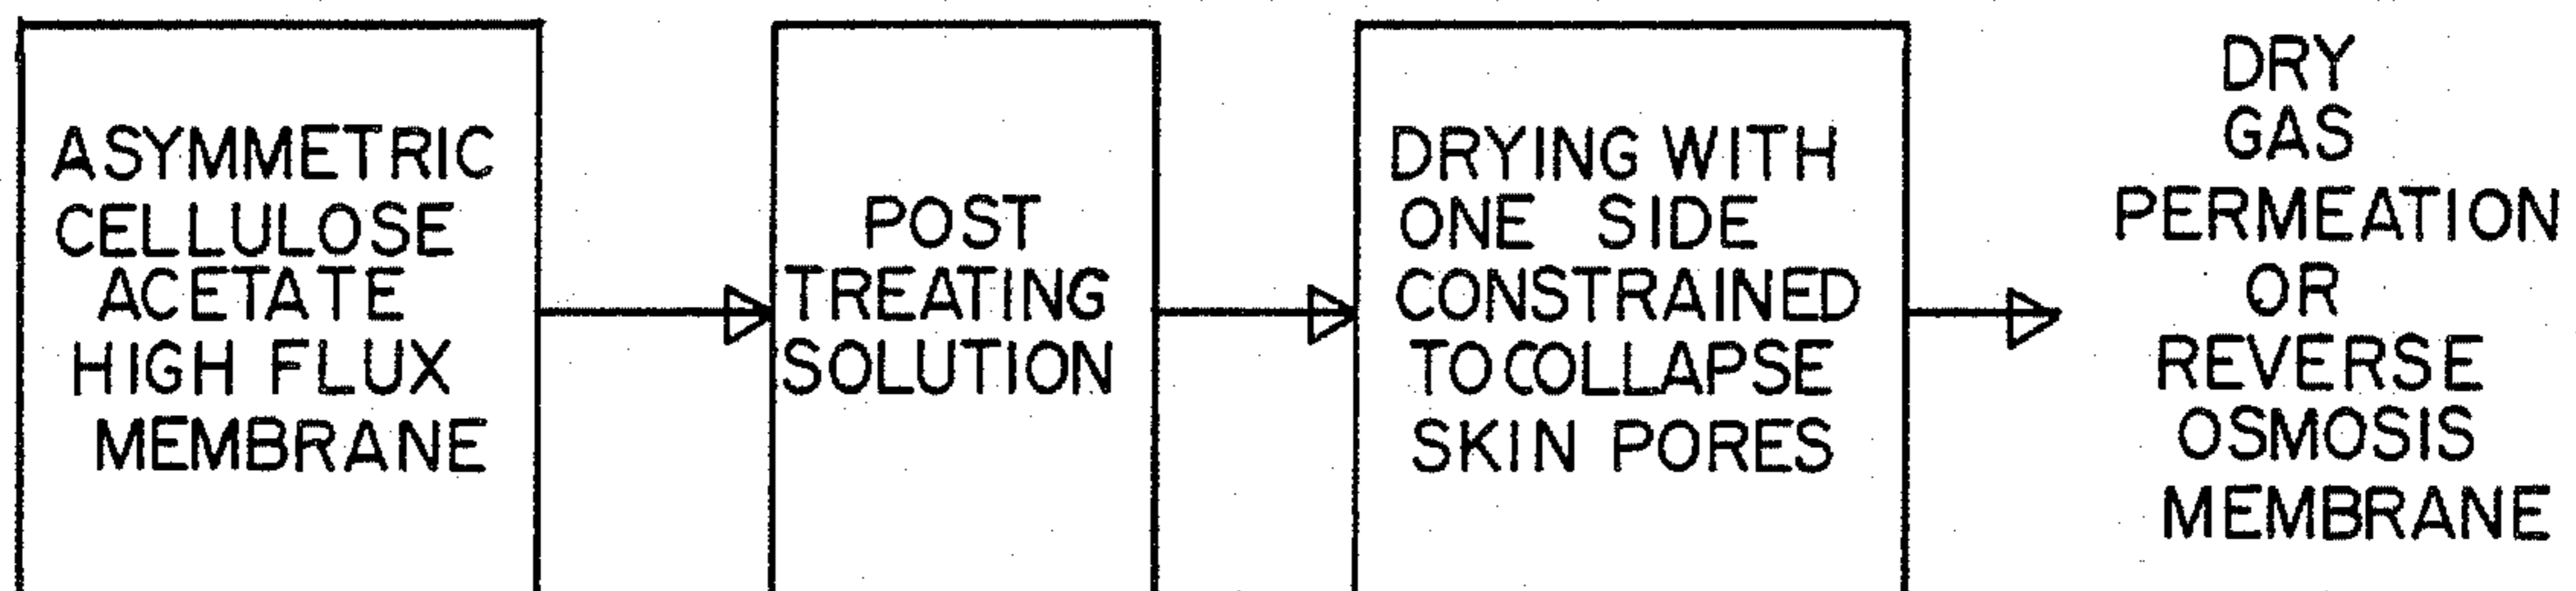 ASYMMETRIC
CELLULOSE
ACETATE
HIGH FLUX
MEMBRANE
POST
TREATING
SOLUTION
DRYING WITH
ONE SIDE
CONSTRAINED
TO COLLAPSE
SKIN PORES
DRY
GAS
PERMEATION
OR
REVERSE
OSMOSIS
MEMBRANE